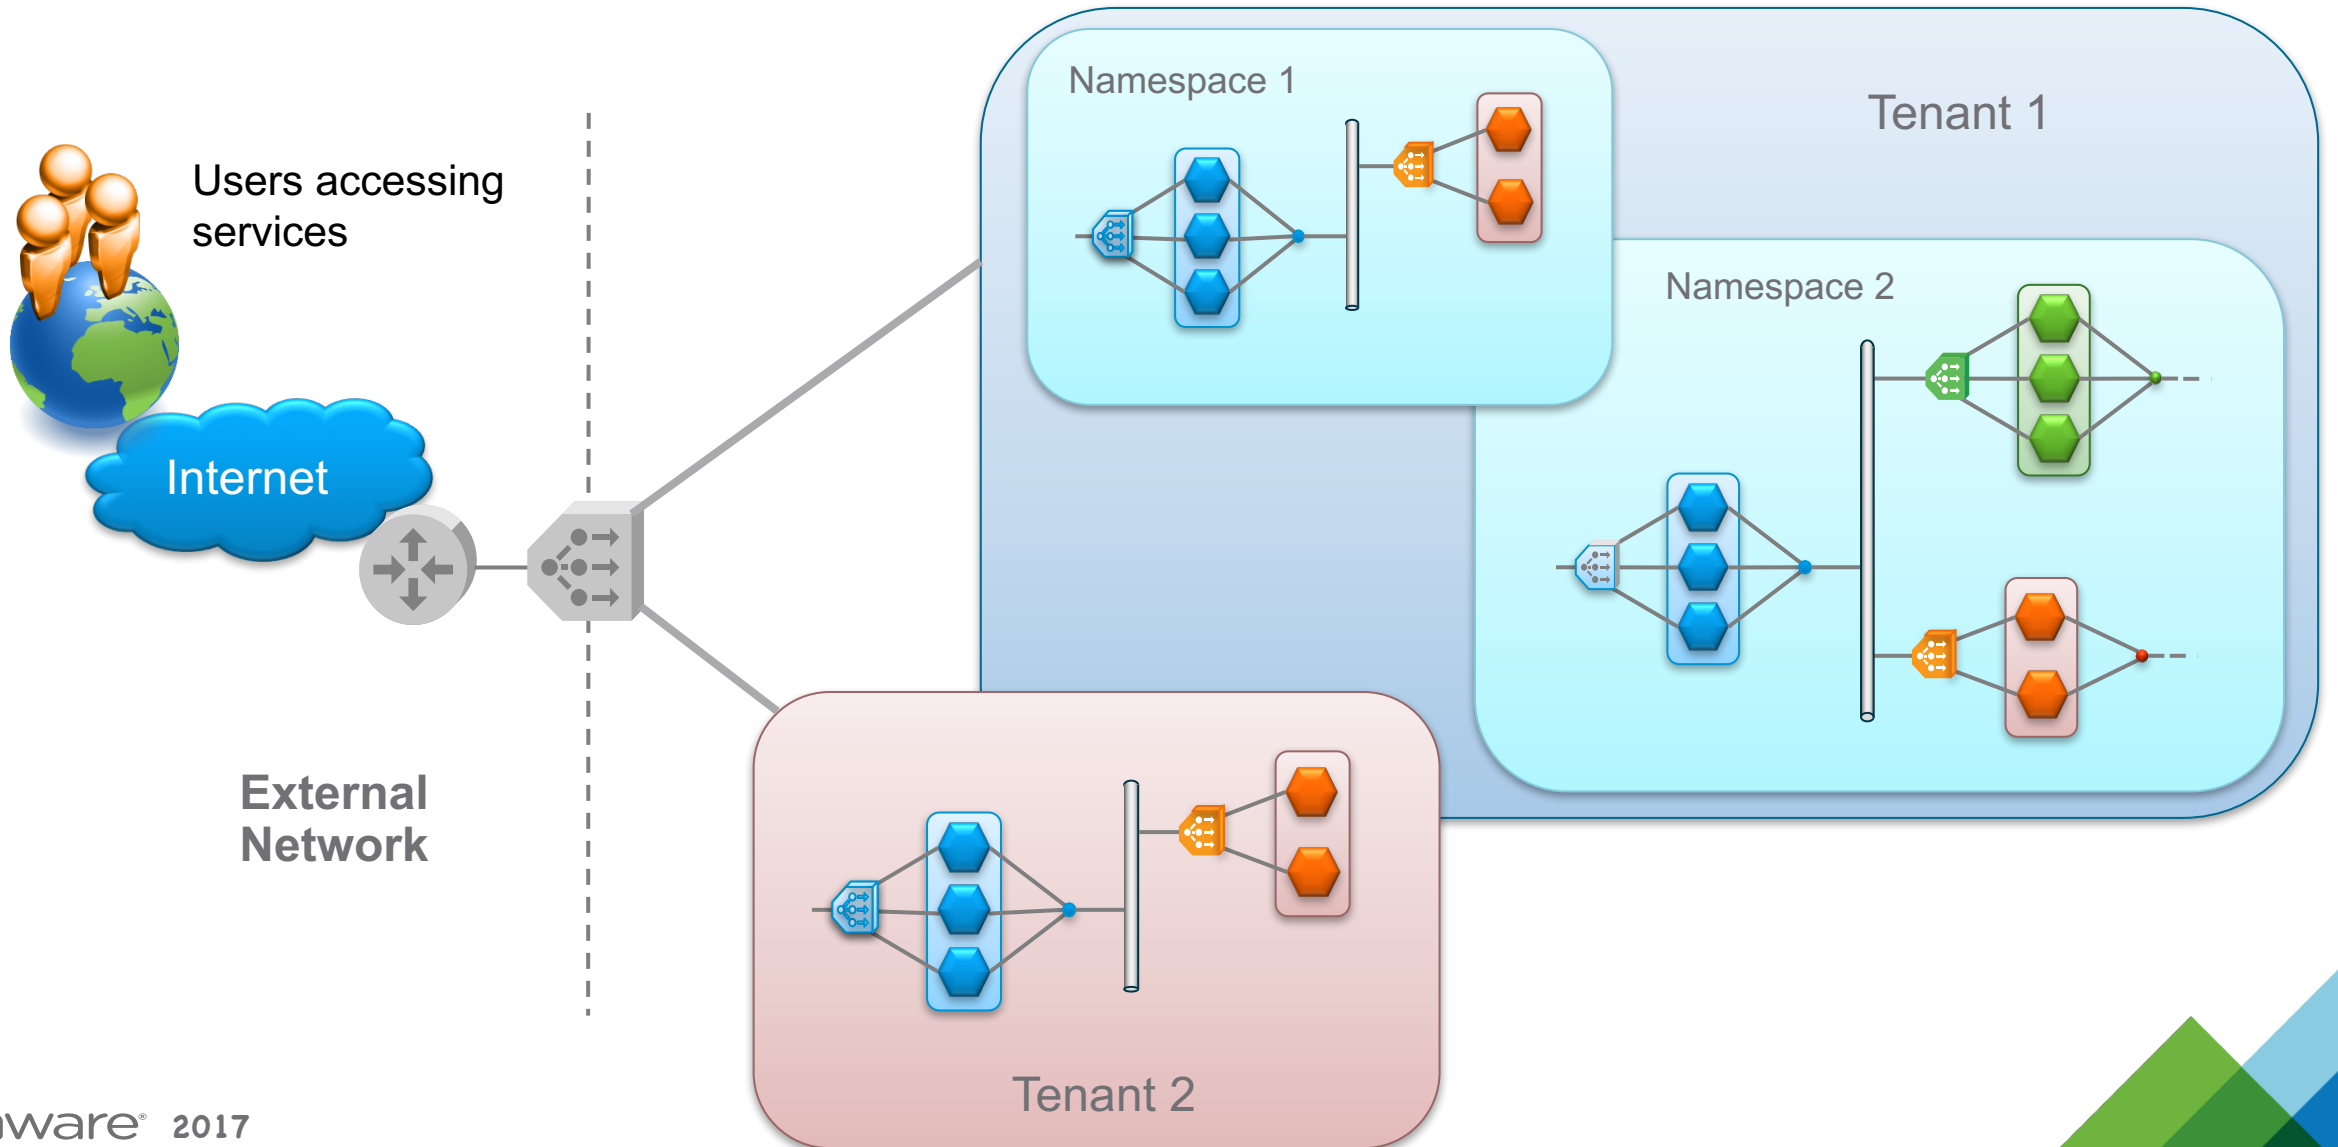 Namespace 1
Tenant 1
Users accessing
services
Namespace 2
Internet
External
Network
Tenant 2
ware® 2017